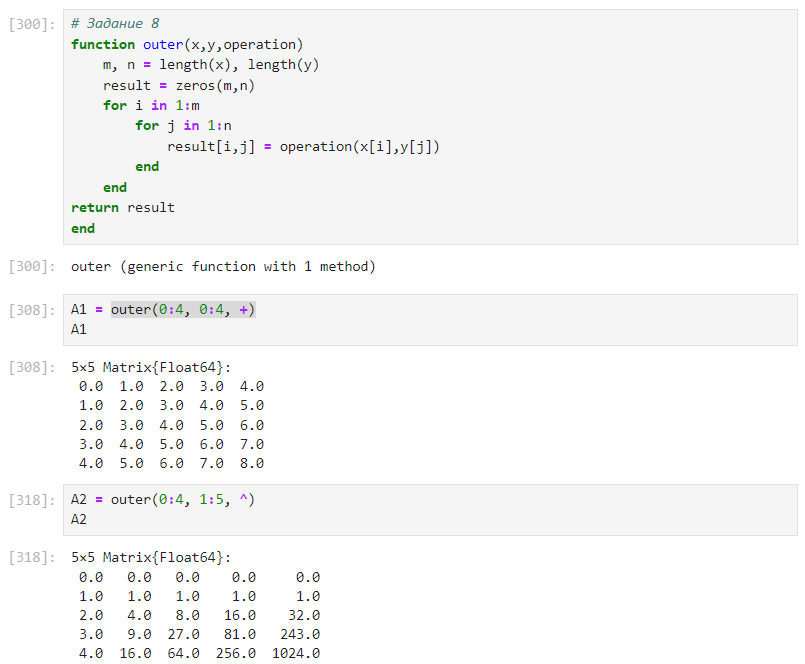 [300]:
# Задание 8
function outer(x,y,operation)
    m, n = length(x), length(y)
    result = zeros(m,n)
    for i in 1:m
        for j in 1:n
            result[i,j] = operation(x[i],y[j])
        end
    end
return result
end
[300]: outer (generic function with 1 method)
[308]: A1 = outer(0:4, 0:4, +)
A1
[308]: 5×5 Matrix{Float64}:
 0.0  1.0  2.0  3.0  4.0
 1.0  2.0  3.0  4.0  5.0
 2.0  3.0  4.0  5.0  6.0
 3.0  4.0  5.0  6.0  7.0
 4.0  5.0  6.0  7.0  8.0
[318]: A2 = outer(0:4, 1:5, ^)
A2
[318]: 5×5 Matrix{Float64}:
 0.0   0.0   0.0    0.0     0.0
 1.0   1.0   1.0    1.0     1.0
 2.0   4.0   8.0   16.0    32.0
 3.0   9.0  27.0   81.0   243.0
 4.0  16.0  64.0  256.0  1024.0